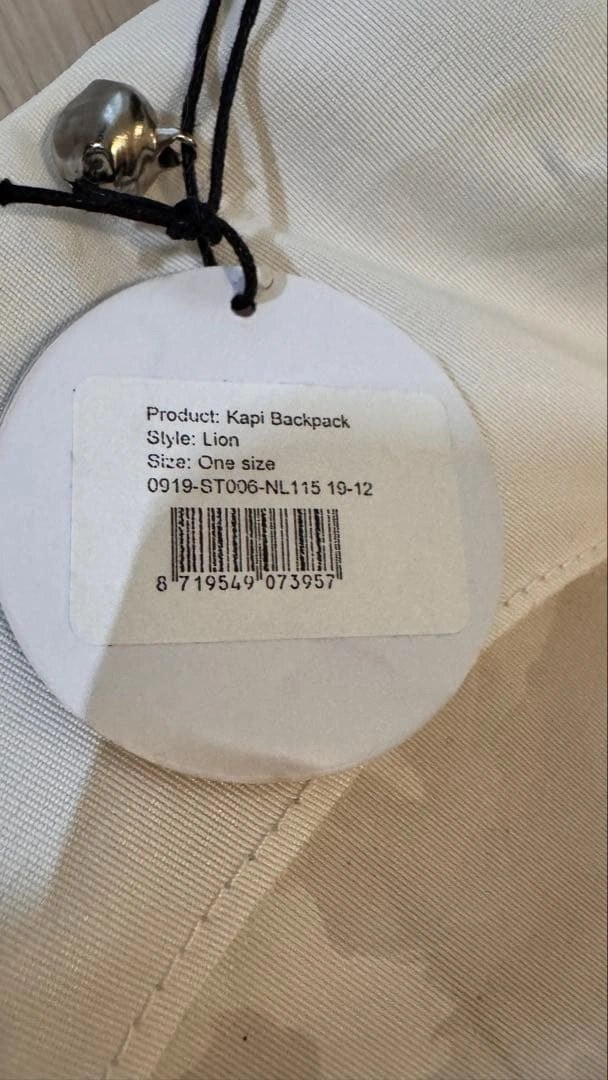 Product: Kapi Backpack
Style: Lion
Size: One size
0919-ST006-NL115 19-12
8 719549 073957